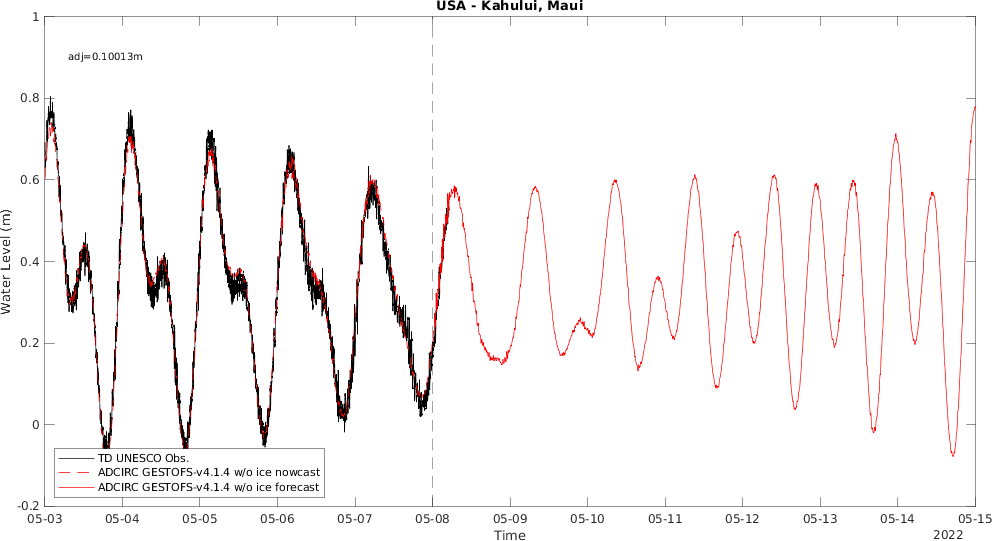 USA - Kahului, Maui
adj=0.10013m
Water Level (m)
1
0.8
0.6
0.4
0.2
0
-0.2
TD UNESCO Obs.
ADCIRC GESTOFS-v4.1.4 w/o ice nowcast
ADCIRC GESTOFS-v4.1.4 w/o ice forecast
05-03 05-04 05-05 05-06 05-07 05-08 05-09 05-10 05-11 05-12 05-13 05-14 05-15
Time
2022